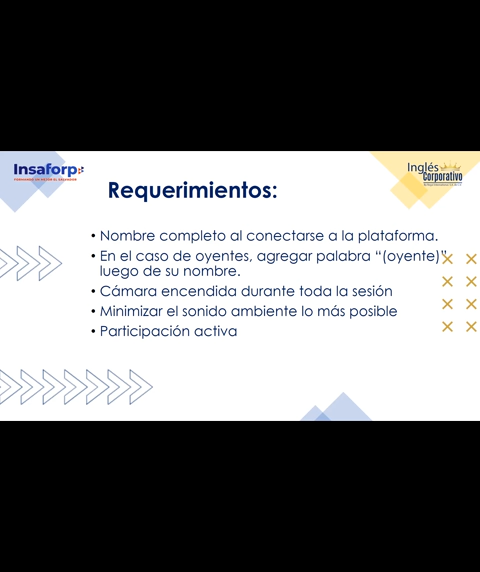 Insaforp
Inglés
Corporativo
Requerimientos:
• Nombre completo al conectarse a la plataforma.
• En el caso de oyentes, agregar palabra “(oyente)”
luego de su nombre.
• Cámara encendida durante toda la sesión
• Minimizar el sonido ambiente lo más posible
• Participación activa